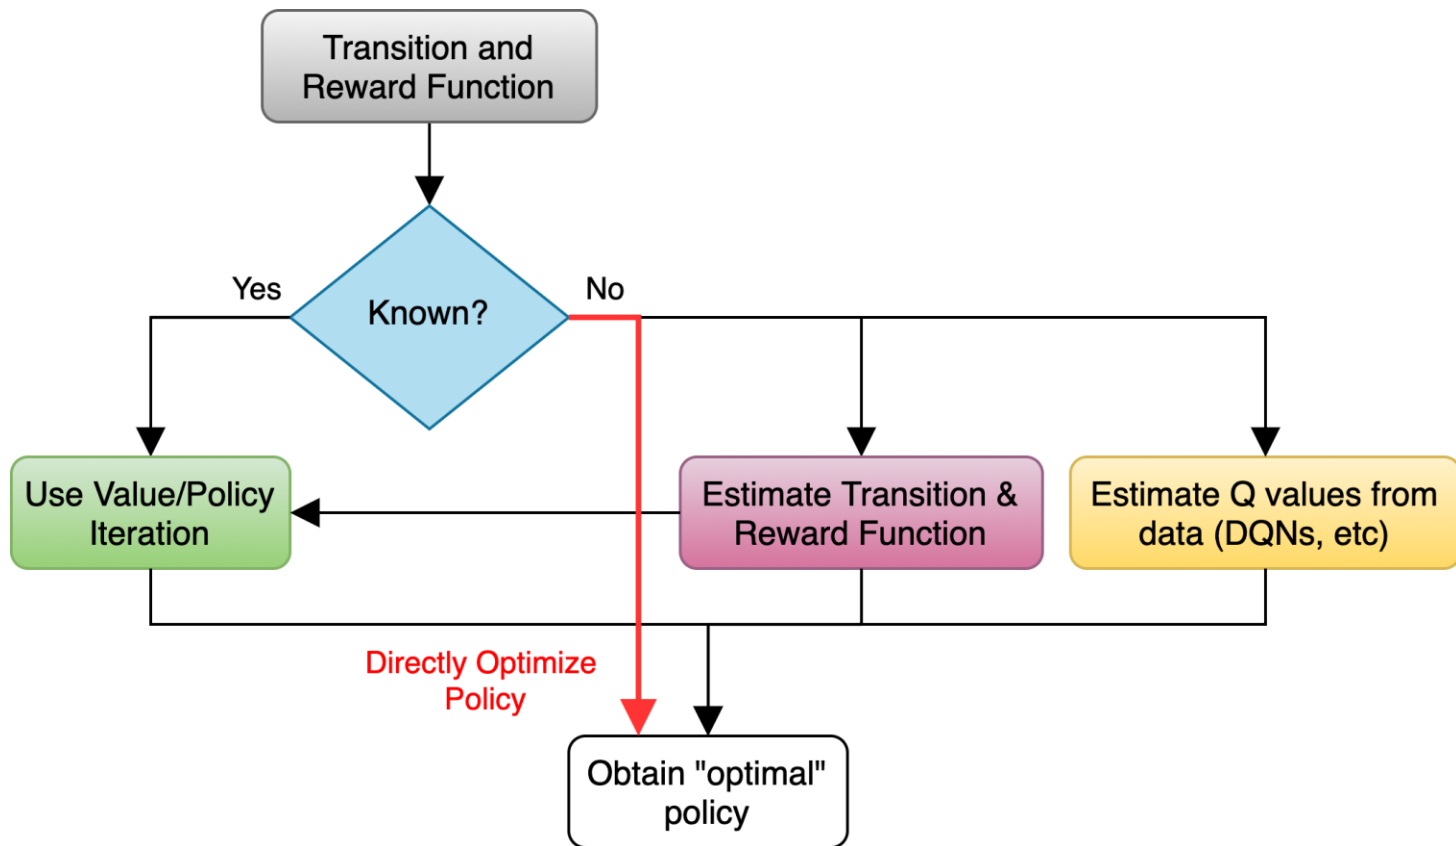 Transition and
Reward Function
Yes
Known?
No
Use Value/Policy
Iteration
Estimate Transition &
Reward Function
Estimate Q values from
data (DQNs, etc)
Directly Optimize
Policy
Obtain "optimal"
policy